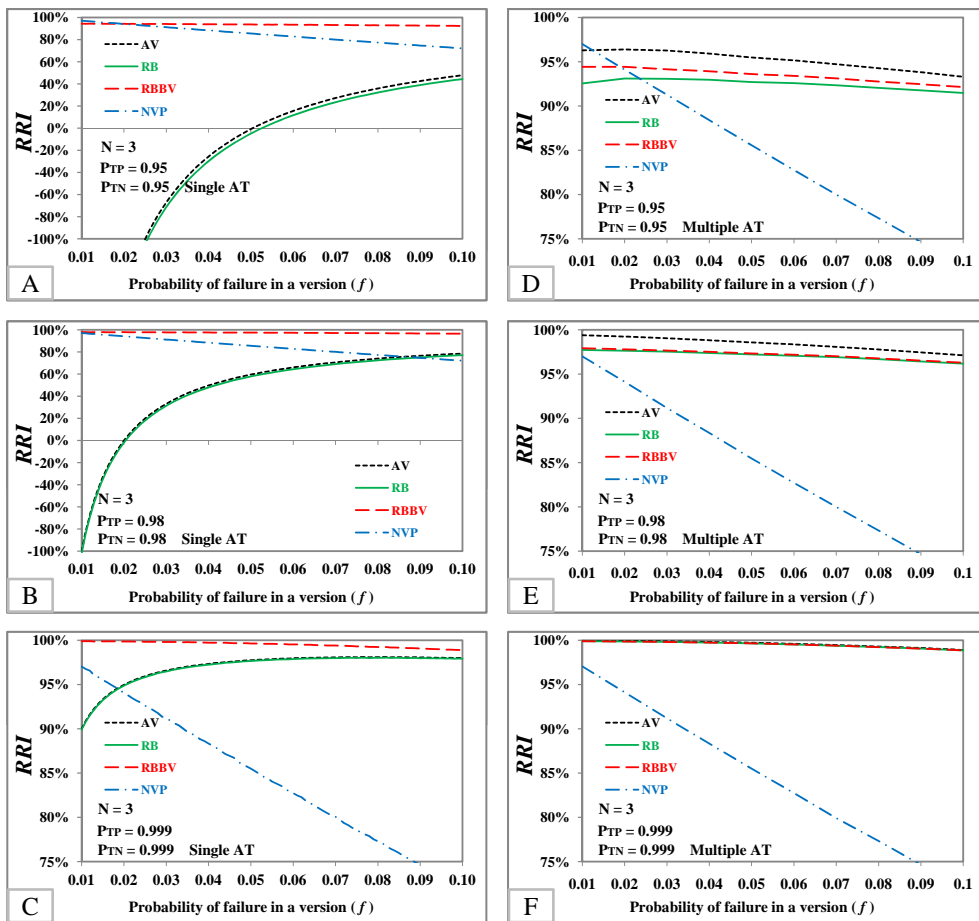 100%
80%
60%
40%
20%
0%
-20%
-40%
-60%
-80%
-100%
RRI
AV
RB
RBBV
NVP
N = 3
PTP = 0.95
PTN = 0.95 Single AT
0.01 0.02 0.03 0.04 0.05 0.06 0.07 0.08 0.09 0.10
Probability of failure in a version (f)
A
100%
95%
90%
85%
80%
75%
RRI
AV
RB
RBBV
NVP
N = 3
PTP = 0.95
PTN = 0.95 Multiple AT
0.01 0.02 0.03 0.04 0.05 0.06 0.07 0.08 0.09 0.1
Probability of failure in a version (f)
D
100%
80%
60%
40%
20%
0%
-20%
-40%
-60%
-80%
-100%
RRI
AV
RB
RBBV
NVP
N = 3
PTP = 0.98
PTN = 0.98 Single AT
0.01 0.02 0.03 0.04 0.05 0.06 0.07 0.08 0.09 0.10
Probability of failure in a version (f)
B
100%
95%
90%
85%
80%
75%
RRI
AV
RB
RBBV
NVP
N = 3
PTP = 0.98
PTN = 0.98 Multiple AT
0.01 0.02 0.03 0.04 0.05 0.06 0.07 0.08 0.09 0.1
Probability of failure in a version (f)
E
100%
95%
90%
85%
80%
75%
RRI
AV
RB
RBBV
NVP
N = 3
PTP = 0.999
PTN = 0.999 Single AT
0.01 0.02 0.03 0.04 0.05 0.06 0.07 0.08 0.09 0.10
Probability of failure in a version (f)
C
100%
95%
90%
85%
80%
75%
RRI
AV
RB
RBBV
NVP
N = 3
PTP = 0.999
PTN = 0.999 Multiple AT
0.01 0.02 0.03 0.04 0.05 0.06 0.07 0.08 0.09 0.1
Probability of failure in a version (f)
F